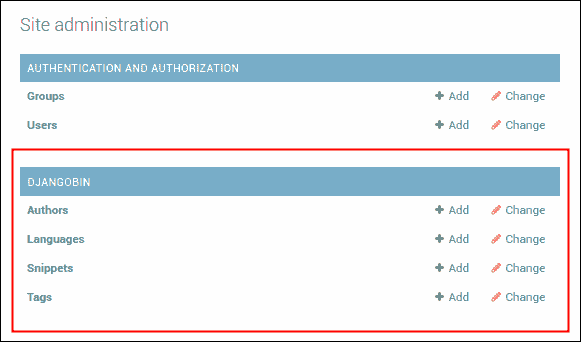 Site administration
AUTHENTICATION AND AUTHORIZATION
Groups Add Change
Users Add Change
DJANGOBIN
Authors Add Change
Languages Add Change
Snippets Add Change
Tags Add Change